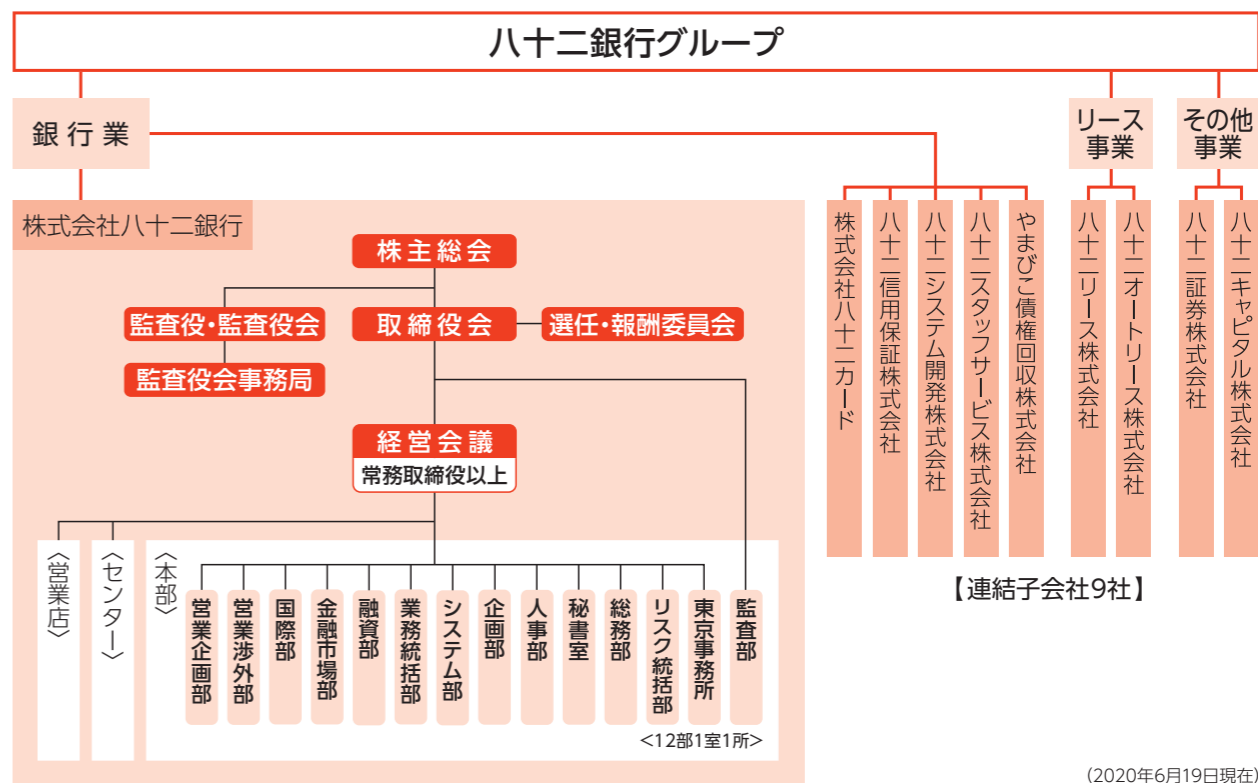 八十二銀行グループ
銀行業
リース
事業
その他
事業
株式会社八十二銀行
株主総会
監査役・監査役会
取締役会
選任・報酬委員会
監査役会事務局
経営会議
常務取締役以上
〈営業店〉
〈センター〉
〈本部〉
営業企画部
営業渉外部
国際部
金融市場部
融資部
業務統括部
システム部
企画部
人事部
秘書室
総務部
リスク統括部
東京事務所
監査部
<12部1室1所>
株式会社八十二カード
八十二信用保証株式会社
八十二システム開発株式会社
八十二スタッフサービス株式会社
やまびこ債権回収株式会社
八十二リース株式会社
八十二オートリース株式会社
八十二証券株式会社
八十二キャピタル株式会社
【連結子会社9社】
(2020年6月19日現在)